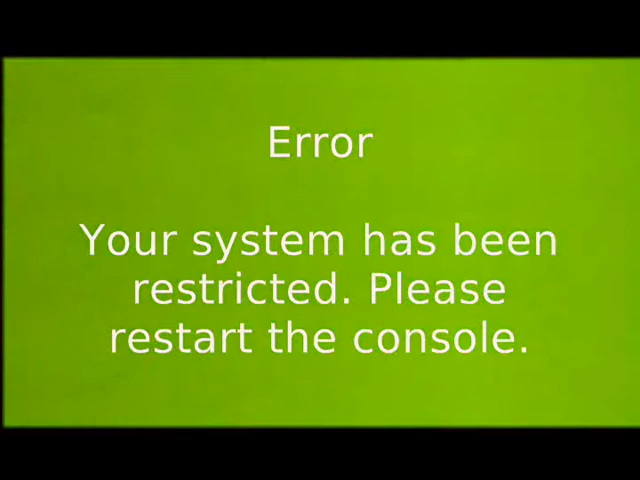 Error
Your system has been
restricted. Please
restart the console.